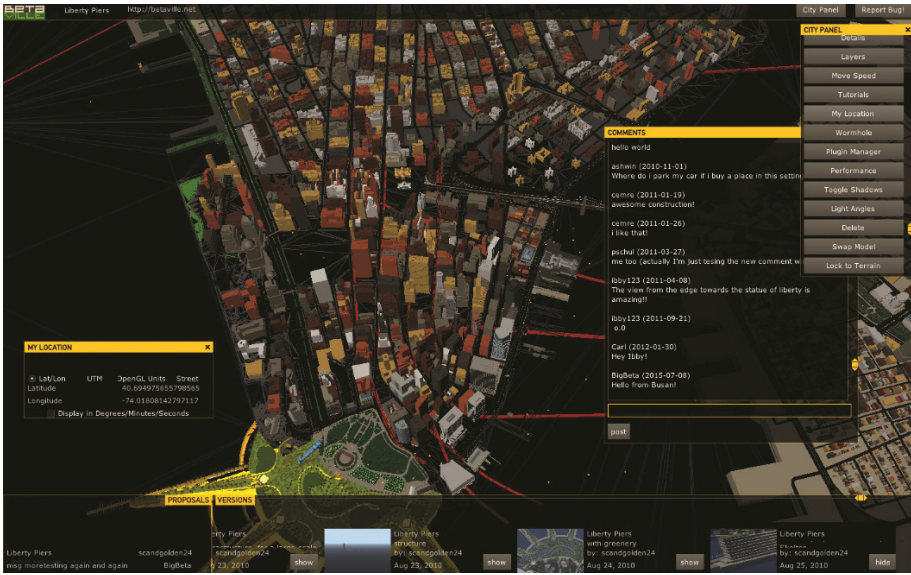 BETA
VILLE
Liberty Piers
http://betaville.net
City Panel
Report Bug!
CITY PANEL
×
Details
Layers
Move Speed
Tutorials
My Location
Wormhole
Plugin Manager
Performance
Toggle Shadows
Light Angles
Delete
Swap Model
Lock to Terrain
COMMENTS
hello world
ashwin (2010-11-01)
Where do i park my car if i buy a place in this setting
cemre (2011-01-19)
awesome construction!
cemre (2011-01-26)
i like that!
pschul (2011-03-27)
me too (actually I'm just tesing the new comment w
ibby123 (2011-04-08)
The view from the edge towards the statue of liberty is
amazing!!
ibby123 (2011-09-21)
o.0
Carl (2012-01-30)
Hey Ibby!
BigBeta (2015-07-08)
Hello from Busan!
post
MY LOCATION
×
Lat/Lon UTM OpenGL Units Street
Latitude 40.694975655798565
Longitude -74.01808142797117
Display in Degrees/Minutes/Seconds
PROPOSALS VERSIONS
Liberty Piers scandgolden24
msg moretesting again and again BigBeta
rty Piers
scandgolden24
23, 2010
show
Liberty Piers
structure
by: scandgolden24
Aug 23, 2010
show
Liberty Piers
with greenery
by: scandgolden24
Aug 24, 2010
show
Liberty Piers
by: scandgolden24
Aug 25, 2010
hide